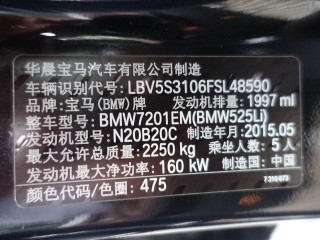 华晨宝马汽车有限公司制造
车辆识别代号: LBV5S3106FSL48590
品牌: 宝马(BMW)牌 发动机排量: 1997 ml
整车型号: BMW7201EM(BMW525Li)
发动机型号: N20B20C 制造年月: 2015.05
最大允许总质量: 2250 kg 乘坐人数: 5 人
发动机最大净功率: 160 kW 制造国: 中国
颜色代码/色圈: 475
7310873